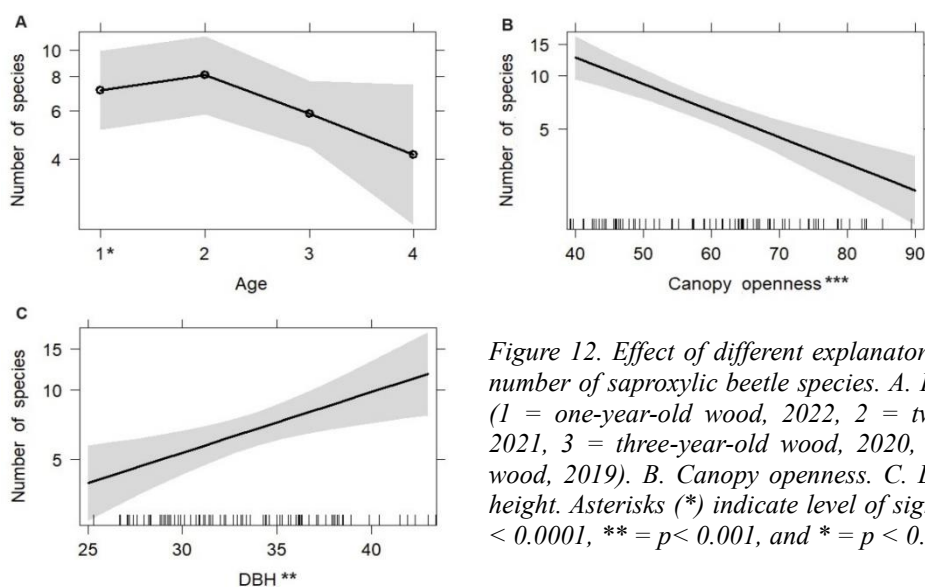 A
Number of species
10
8
6
4
1*
2
3
4
Age
B
Number of species
15
10
5
40
50
60
70
80
90
Canopy openness ***
C
Number of species
15
10
5
25
30
35
40
DBH **
Figure 12. Effect of different explanator
number of saproxylic beetle species. A. I
(1 = one-year-old wood, 2022, 2 = tw
2021, 3 = three-year-old wood, 2020,
wood, 2019). B. Canopy openness. C. I
height. Asterisks (*) indicate level of sig
< 0.0001, ** = p< 0.001, and * = p < 0.